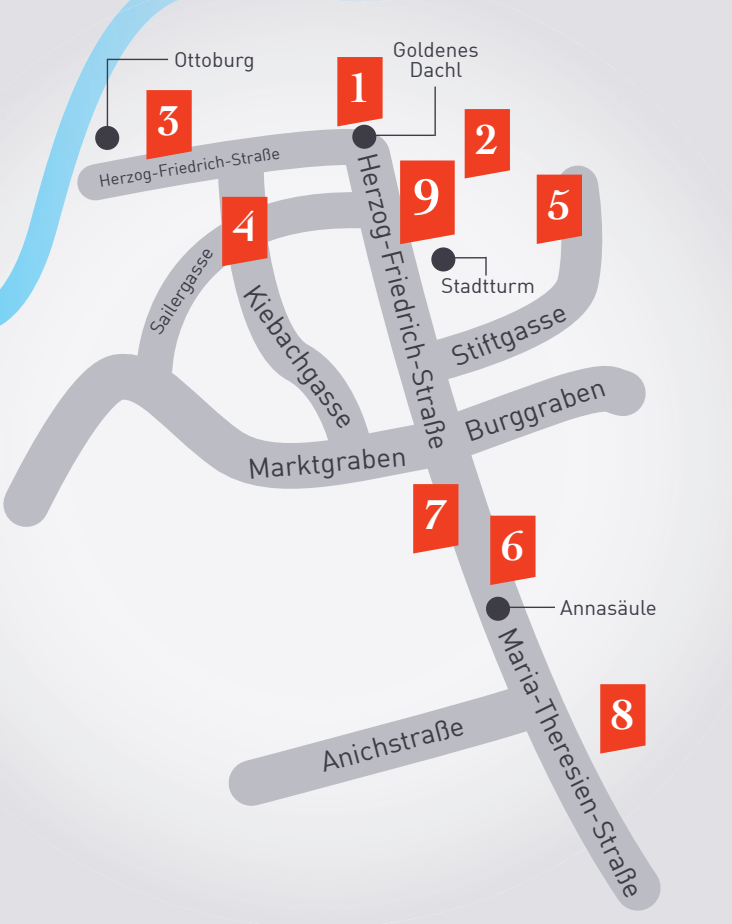 Goldenes
Dachl
Ottoburg
1
3
2
Herzog-Friedrich-Straße
9
5
4
Herzog-Friedrich-Straße
Sailergasse
Stadtturm
Kiebachgasse
Stiftgasse
Burggraben
Marktgraben
7
6
Annasäule
Maria-Theresien-Straße
8
Anichstraße